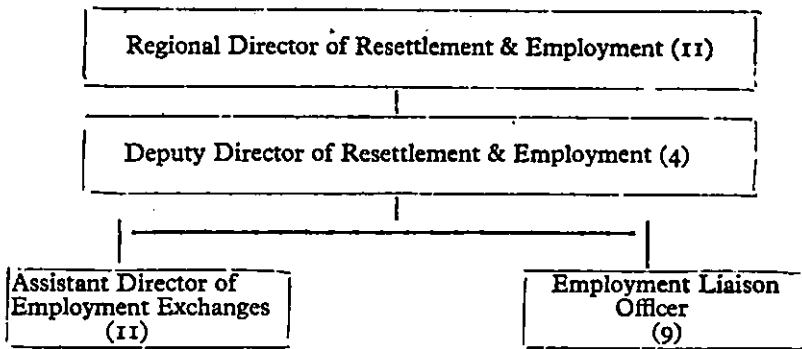 Regional Director of Resettlement & Employment (11)
Deputy Director of Resettlement & Employment (4)
Assistant Director of
Employment Exchanges
(11)
Employment Liaison
Officer
(9)